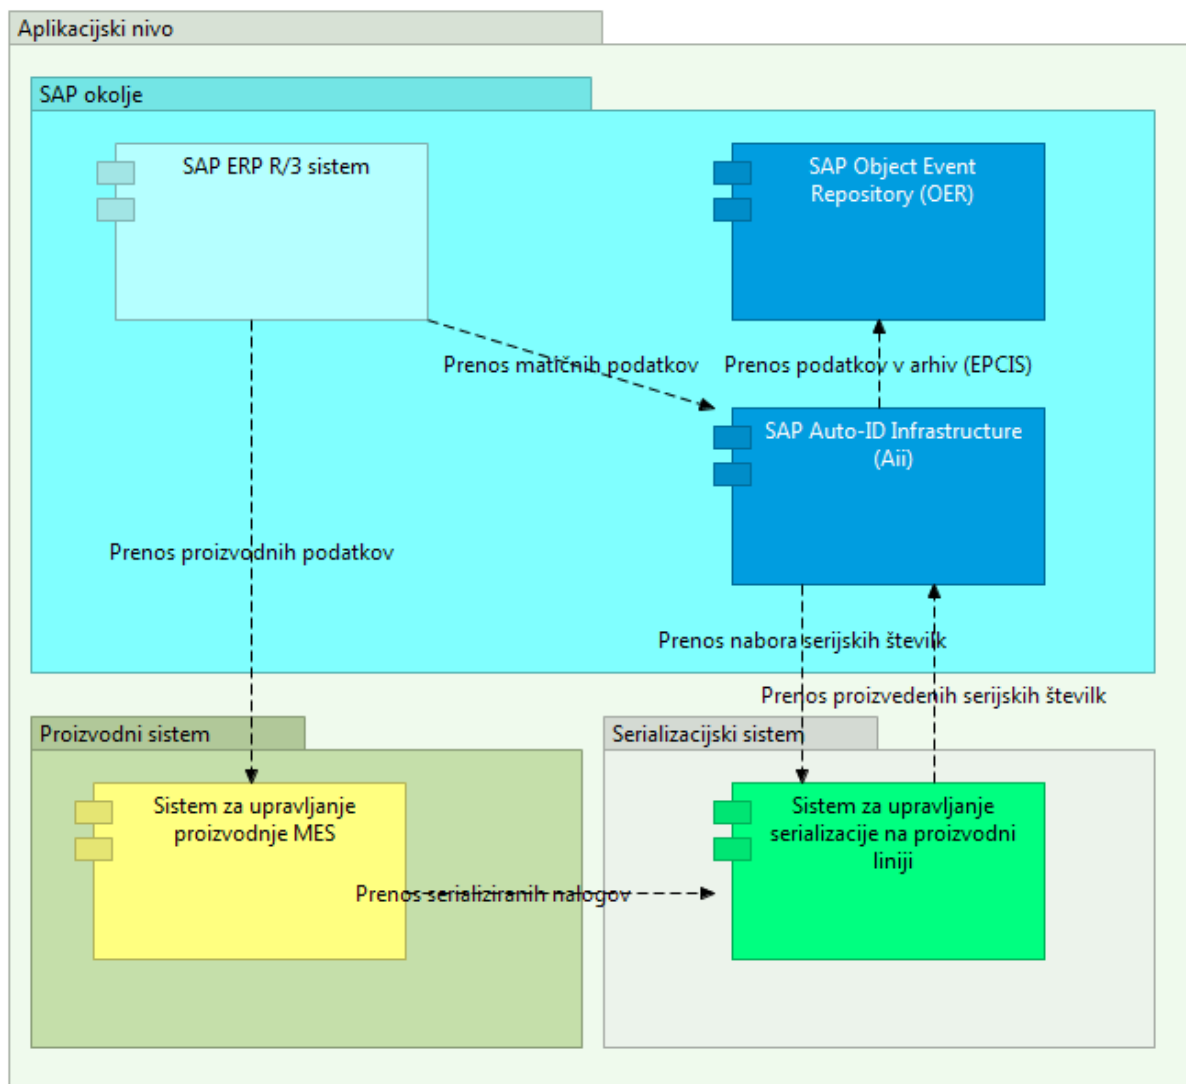 Aplikacijski nivo
SAP okolje
SAP ERP R/3 sistem
SAP Object Event
Repository (OER)
Prenos matičnih podatkov
Prenos podatkov v arhiv (EPCIS)
SAP Auto-ID Infrastructure
(Aii)
Prenos proizvodnih podatkov
Prenos nabora serijskih številk
Prenos proizvedenih serijskih številk
Proizvodni sistem
Serializacijski sistem
Sistem za upravljanje
proizvodnje MES
Sistem za upravljanje
serializacije na proizvodni
liniji
Prenos serializiranih nalogov